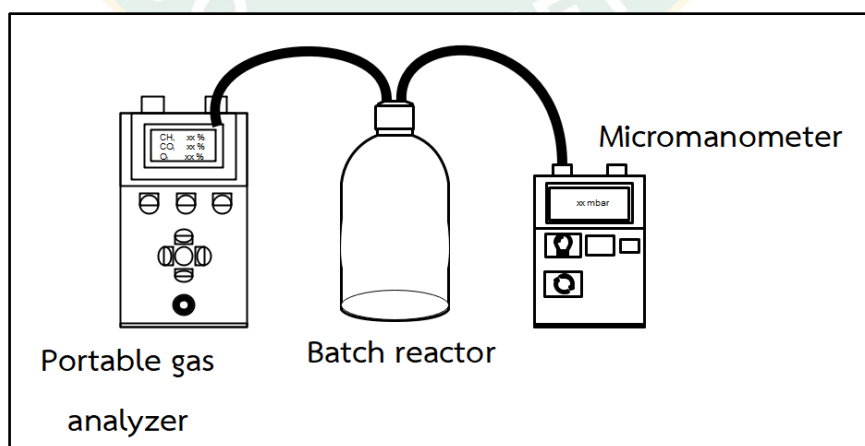 CH₄ xx %
CO₂ xx %
O₂ xx %
Micromanometer
xx mbar
Portable gas
analyzer
Batch reactor